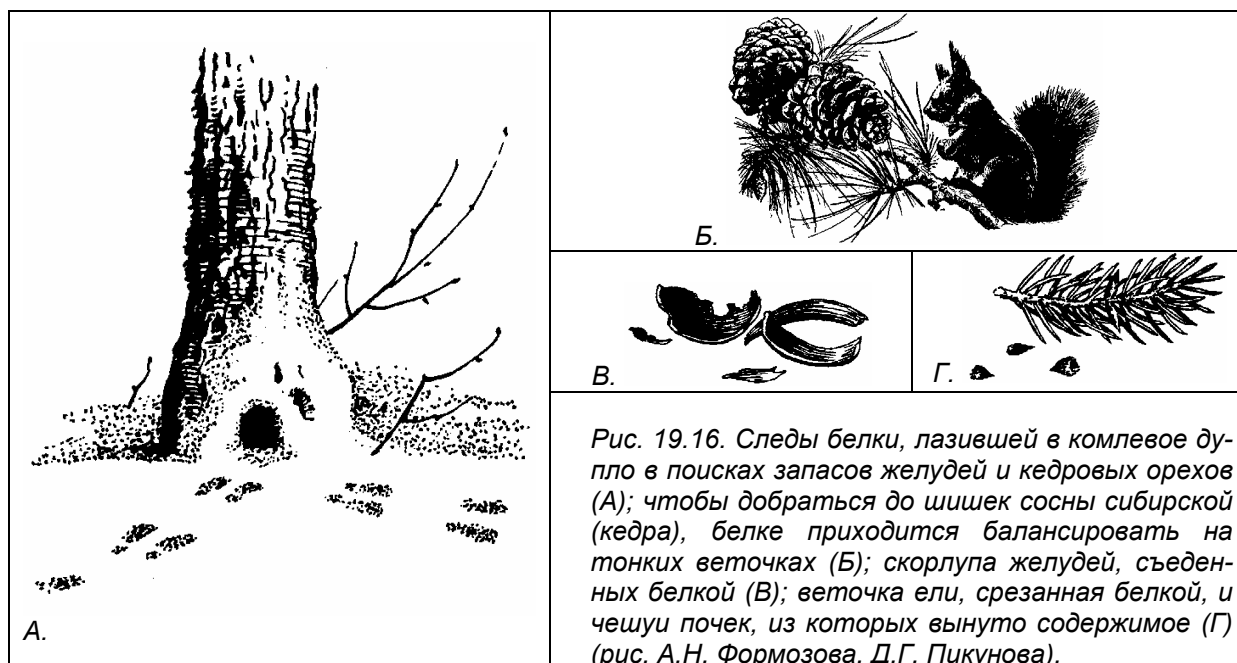 Б.
В.
Г.
А.
Рис. 19.16. Следы белки, лазившей в комлевое ду-
пло в поисках запасов желудей и кедровых орехов
(А); чтобы добраться до шишек сосны сибирской
(кедра), белке приходится балансировать на
тонких веточках (Б); скорлупа желудей, съеден-
ных белкой (В); веточка ели, срезанная белкой, и
чешуи почек, из которых вынуто содержимое (Г)
(рис. А.Н. Формозова, Д.Г. Пикунова).